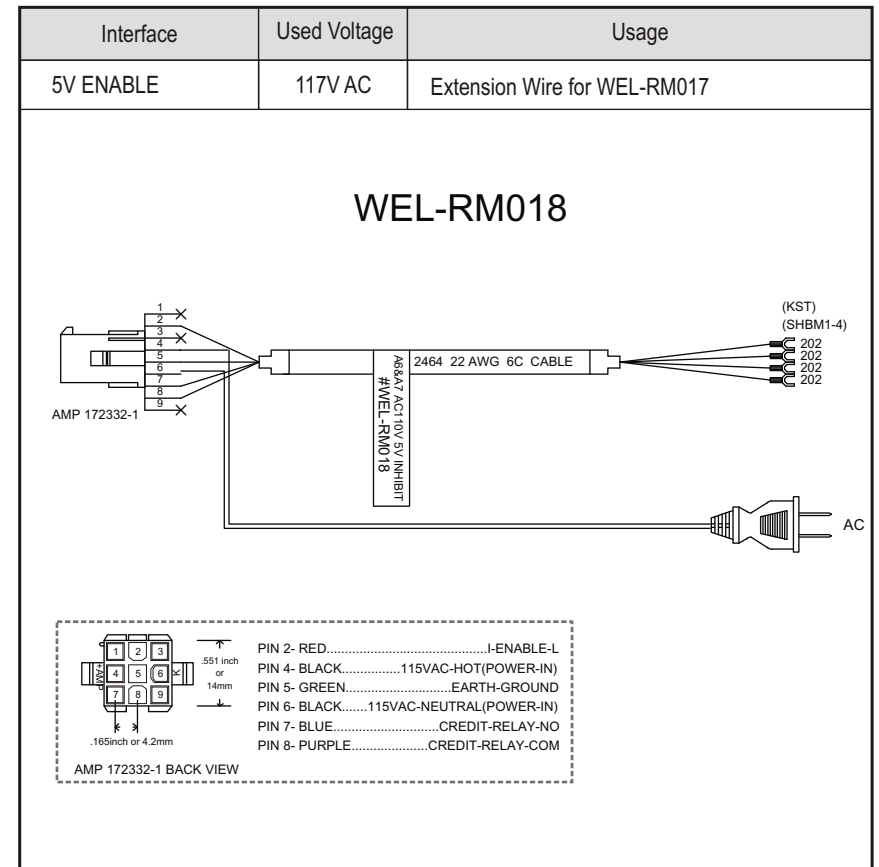 Interface Used Voltage Usage
5V ENABLE 117V AC Extension Wire for WEL-RM017
WEL-RM018
1
2
3
4
5
6
7
8
9
AMP 172332-1
A6&A7 AC110V 5V INHIBIT
#WEL-RM018
2464 22 AWG 6C CABLE
(KST)
(SHBM1-4)
202
202
202
202
AC
1 2 3
4 5 6
7 8 9
+AMP
K
.551 inch
or
14mm
.165inch or 4.2mm
AMP 172332-1 BACK VIEW
PIN 2- RED.......................................I-ENABLE-L
PIN 4- BLACK................115VAC-HOT(POWER-IN)
PIN 5- GREEN..........................EARTH-GROUND
PIN 6- BLACK......115VAC-NEUTRAL(POWER-IN)
PIN 7- BLUE............................CREDIT-RELAY-NO
PIN 8- PURPLE.....................CREDIT-RELAY-COM